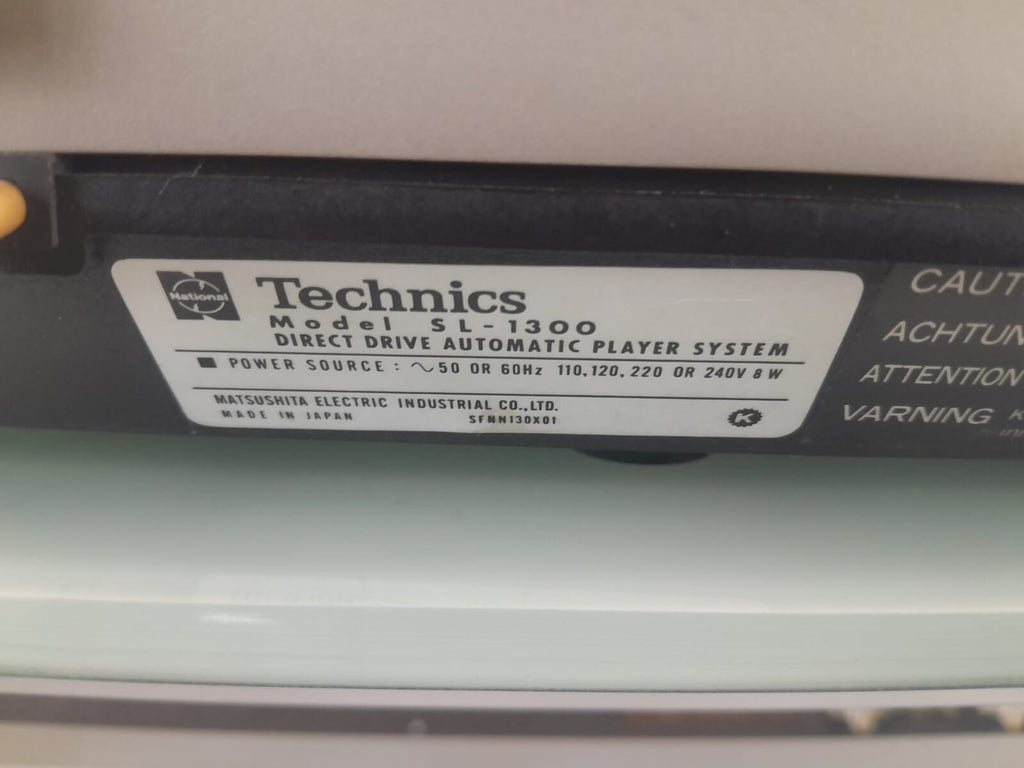 National
Technics
Model SL-1300
DIRECT DRIVE AUTOMATIC PLAYER SYSTEM
■ POWER SOURCE : ~50 OR 60Hz 110,120,220 OR 240V 8W
MATSUSHITA ELECTRIC INDUSTRIAL CO.,LTD.
MADE IN JAPAN SFNN130X01
K
CAUT
ACHTUN
ATTENTION
VARNING